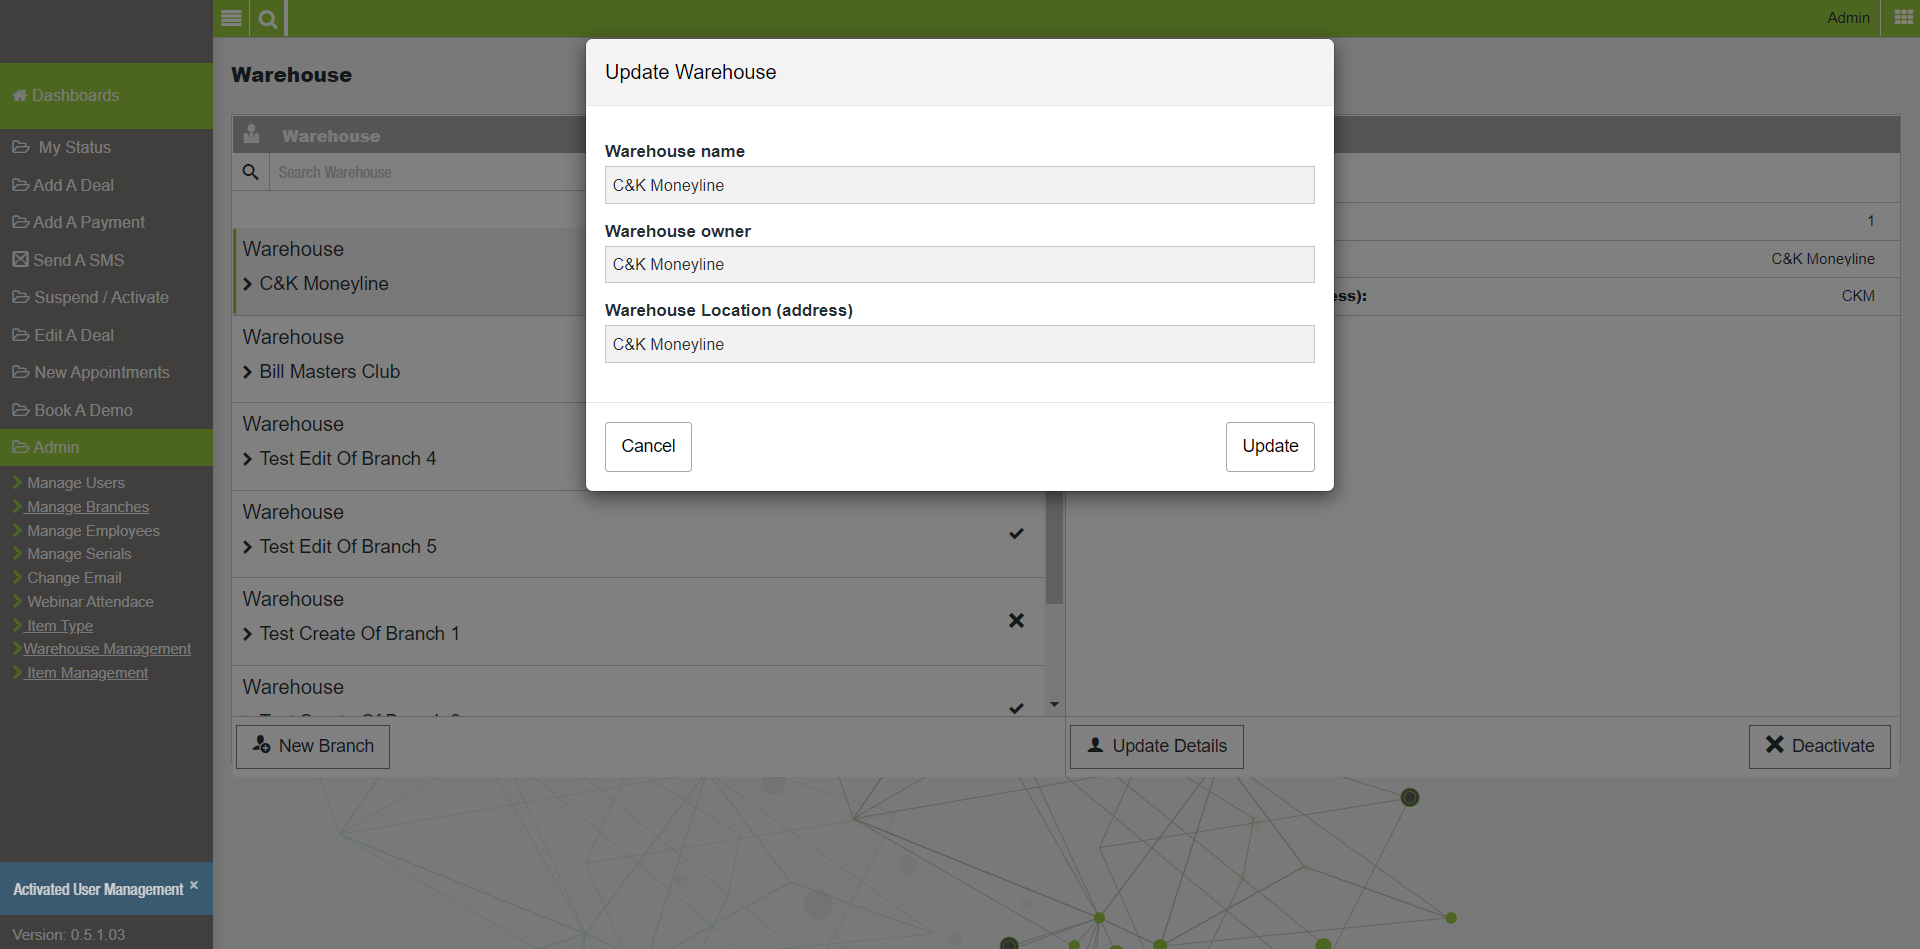 Admin
Dashboards
My Status
Add A Deal
Add A Payment
Send A SMS
Suspend / Activate
Edit A Deal
New Appointments
Book A Demo
Admin
Manage Users
Manage Branches
Manage Employees
Manage Serials
Change Email
Webinar Attendace
Item Type
Warehouse Management
Item Management
Activated User Management ×
Version: 0.5.1.03
Warehouse
Warehouse
Search Warehouse
Warehouse
C&K Moneyline
Warehouse
Bill Masters Club
Warehouse
Test Edit Of Branch 4
Warehouse
Test Edit Of Branch 5
Warehouse
Test Create Of Branch 1
Warehouse
New Branch
1
C&K Moneyline
ess): CKM
Update Details
Deactivate
Update Warehouse
Warehouse name
C&K Moneyline
Warehouse owner
C&K Moneyline
Warehouse Location (address)
C&K Moneyline
Cancel
Update